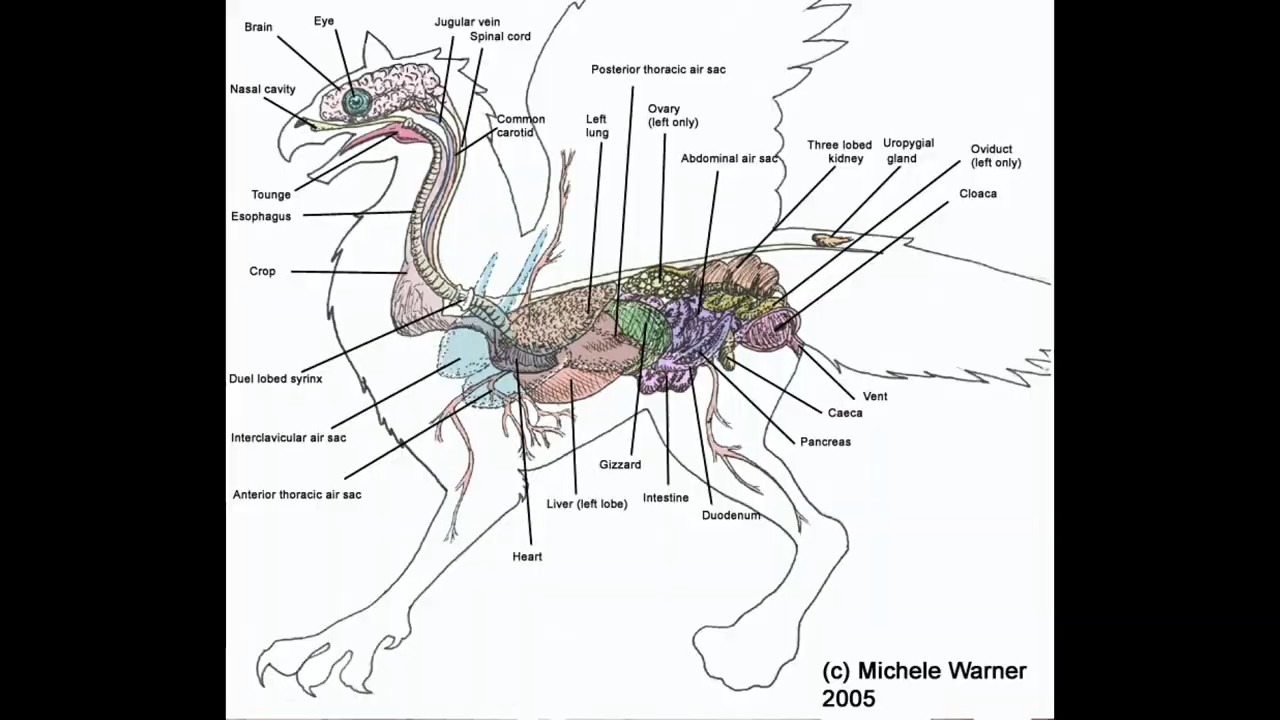 Brain
Eye
Jugular vein
Spinal cord
Nasal cavity
Posterior thoracic air sac
Common
carotid
Left
lung
Ovary
(left only)
Abdominal air sac
Three lobed
kidney
Uropygial
gland
Oviduct
(left only)
Cloaca
Tounge
Esophagus
Crop
Duel lobed syrinx
Interclavicular air sac
Anterior thoracic air sac
Heart
Liver (left lobe)
Gizzard
Intestine
Duodenum
Pancreas
Caeca
Vent
(c) Michele Warner
2005